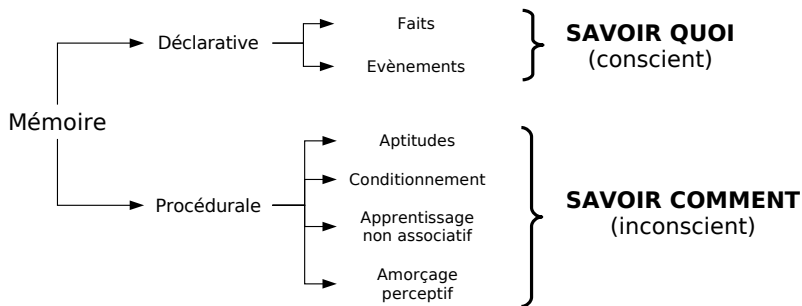 Faits
Déclarative
Evènements
SAVOIR QUOI
(conscient)
Mémoire
Aptitudes
Conditionnement
Procédurale
Apprentissage
non associatif
Amorçage
perceptif
SAVOIR COMMENT
(inconscient)